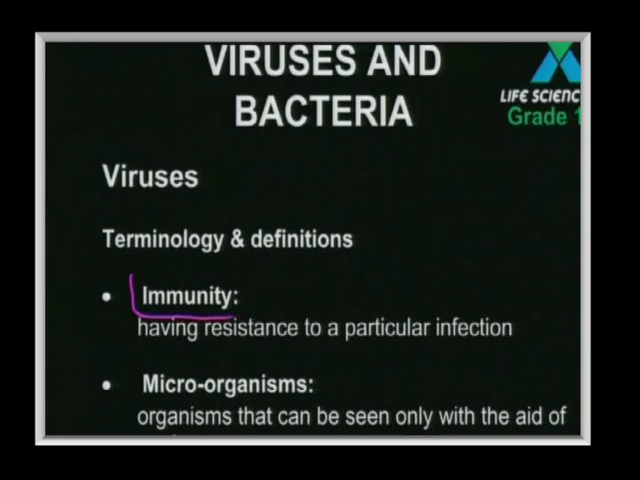 VIRUSES AND
BACTERIA
LIFE SCIENC
Grade 1
Viruses
Terminology & definitions
• Immunity:
having resistance to a particular infection
• Micro-organisms:
organisms that can be seen only with the aid of